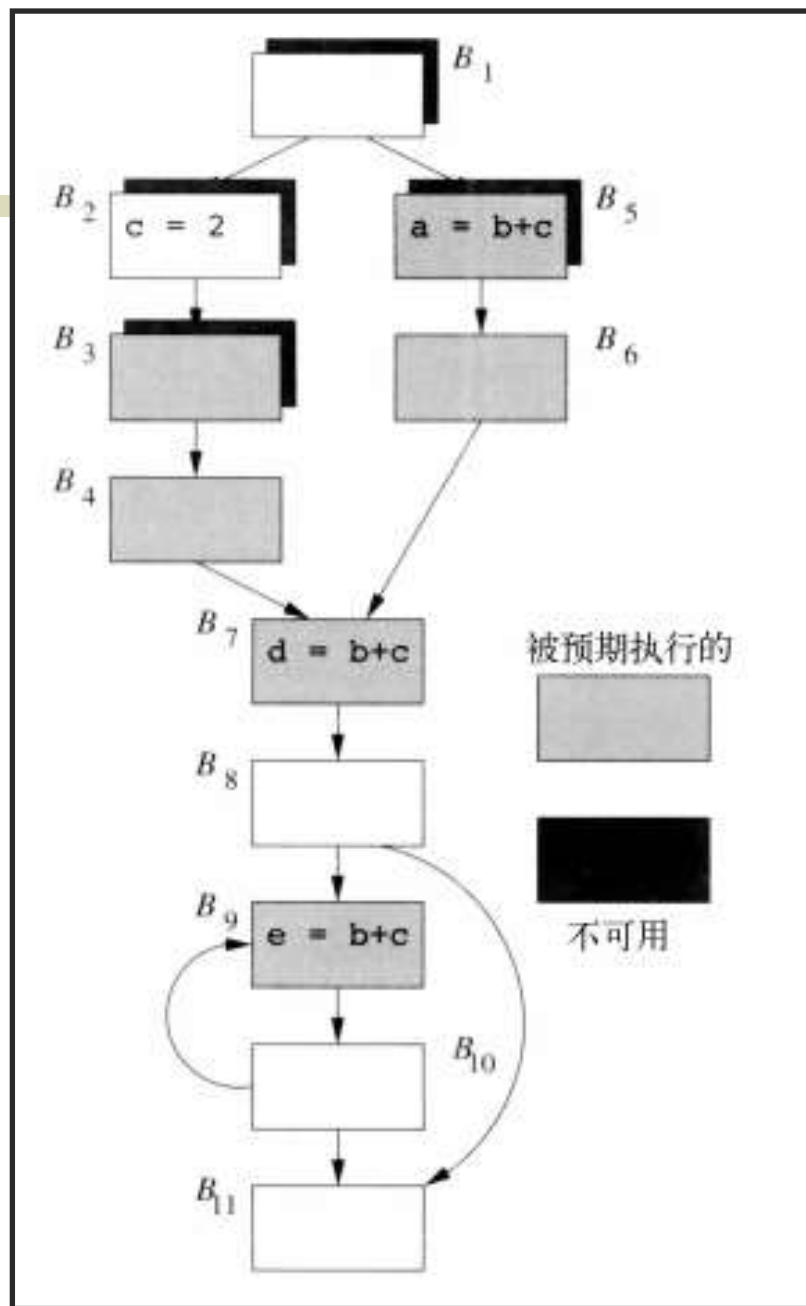 B1
B2
c = 2
a = b+c
B5
B3
B6
B4
B7
d = b+c
被预期执行的
B8
B9
e = b+c
不可用
B10
B11